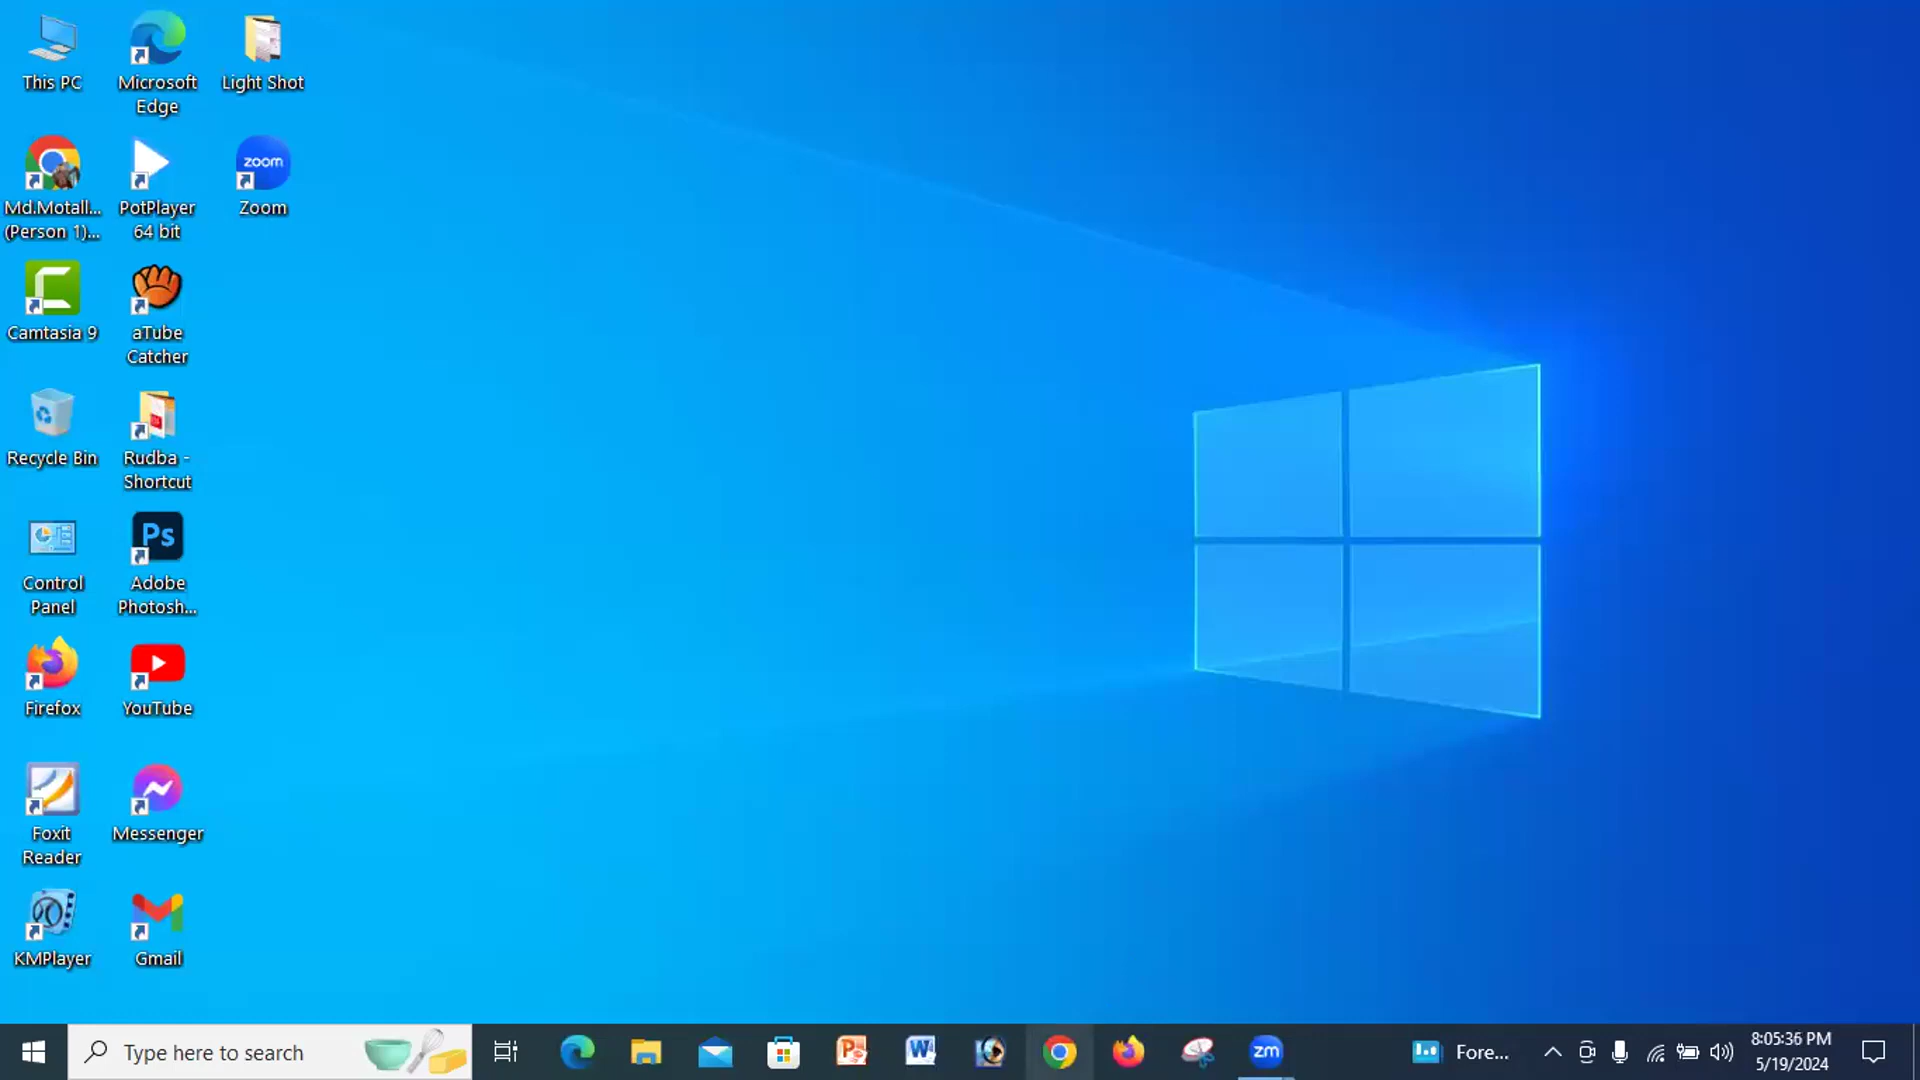 This PC
Microsoft
Edge
Light Shot
Md.Motall...
(Person 1)...
PotPlayer
64 bit
zoom
Zoom
Camtasia 9
aTube
Catcher
Recycle Bin
Rudba -
Shortcut
Control
Panel
Ps
Adobe
Photosh...
Firefox
YouTube
Foxit
Reader
Messenger
KMPlayer
Gmail
Type here to search
P
W
zm
Fore...
8:05:36 PM
5/19/2024